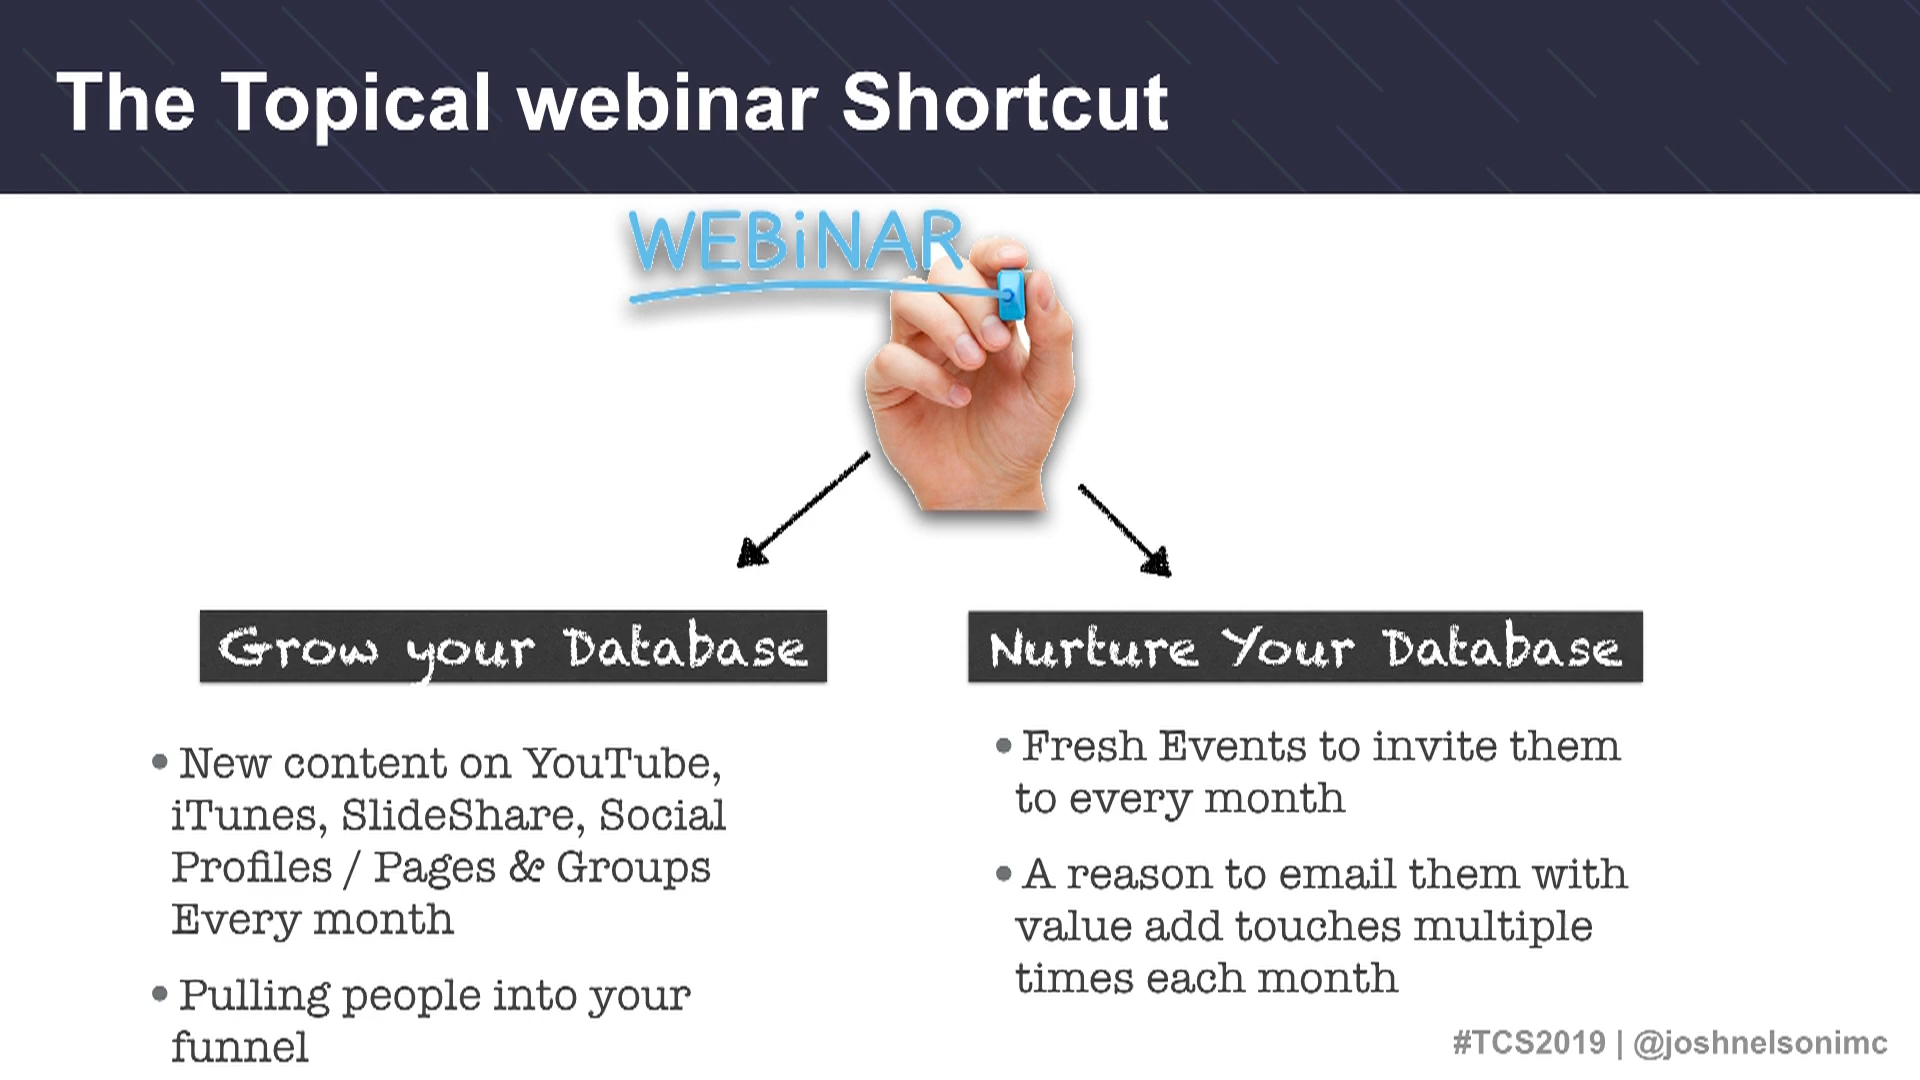 The Topical webinar Shortcut
WEBiNAR
Grow your Database
• New content on YouTube,
iTunes, SlideShare, Social
Profiles / Pages & Groups
Every month
• Pulling people into your
funnel
Nurture Your Database
• Fresh Events to invite them
to every month
• A reason to email them with
value add touches multiple
times each month
#TCS2019 | @joshnelsonimc